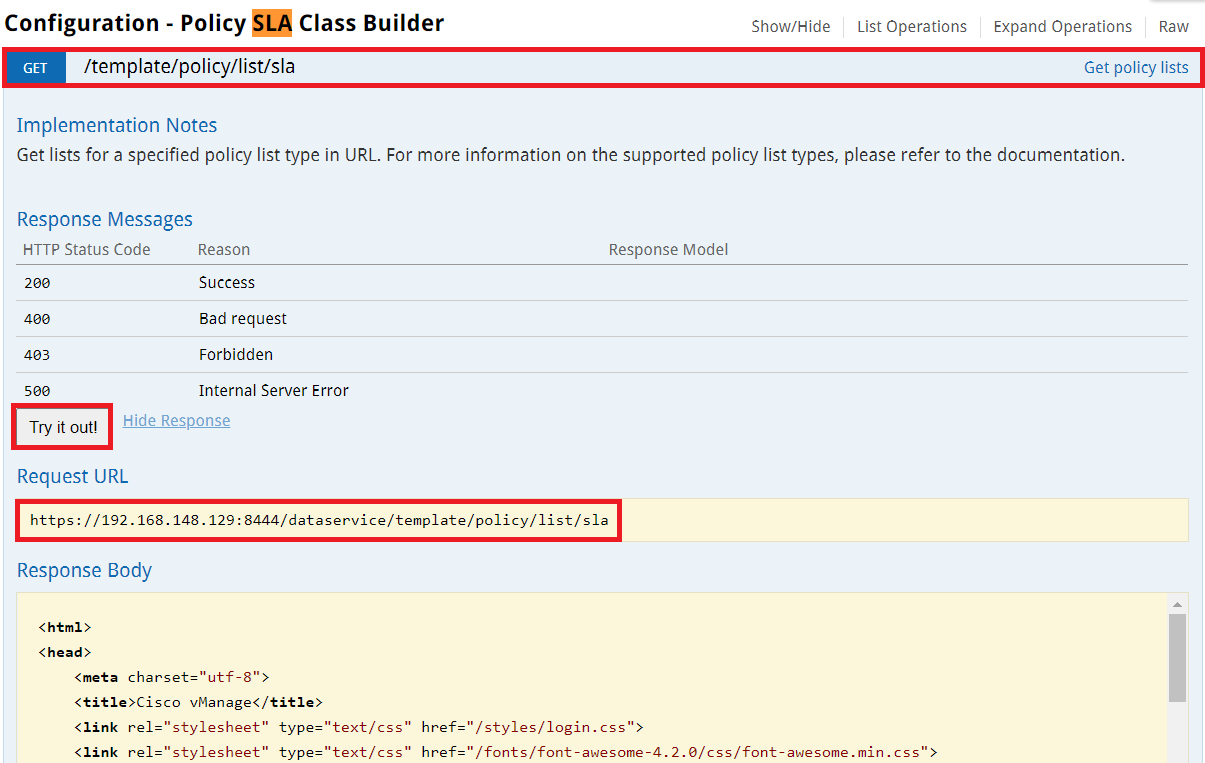 Configuration - Policy SLA Class Builder
Show/Hide List Operations Expand Operations Raw
GET /template/policy/list/sla Get policy lists
Implementation Notes
Get lists for a specified policy list type in URL. For more information on the supported policy list types, please refer to the documentation.
Response Messages
HTTP Status Code Reason Response Model
200 Success
400 Bad request
403 Forbidden
500 Internal Server Error
Try it out! Hide Response
Request URL
https://192.168.148.129:8444/dataservice/template/policy/list/sla
Response Body
<html>
<head>
<meta charset="utf-8">
<title>Cisco vManage</title>
<link rel="stylesheet" type="text/css" href="/styles/login.css">
<link rel="stylesheet" type="text/css" href="/fonts/font-awesome-4.2.0/css/font-awesome.min.css">